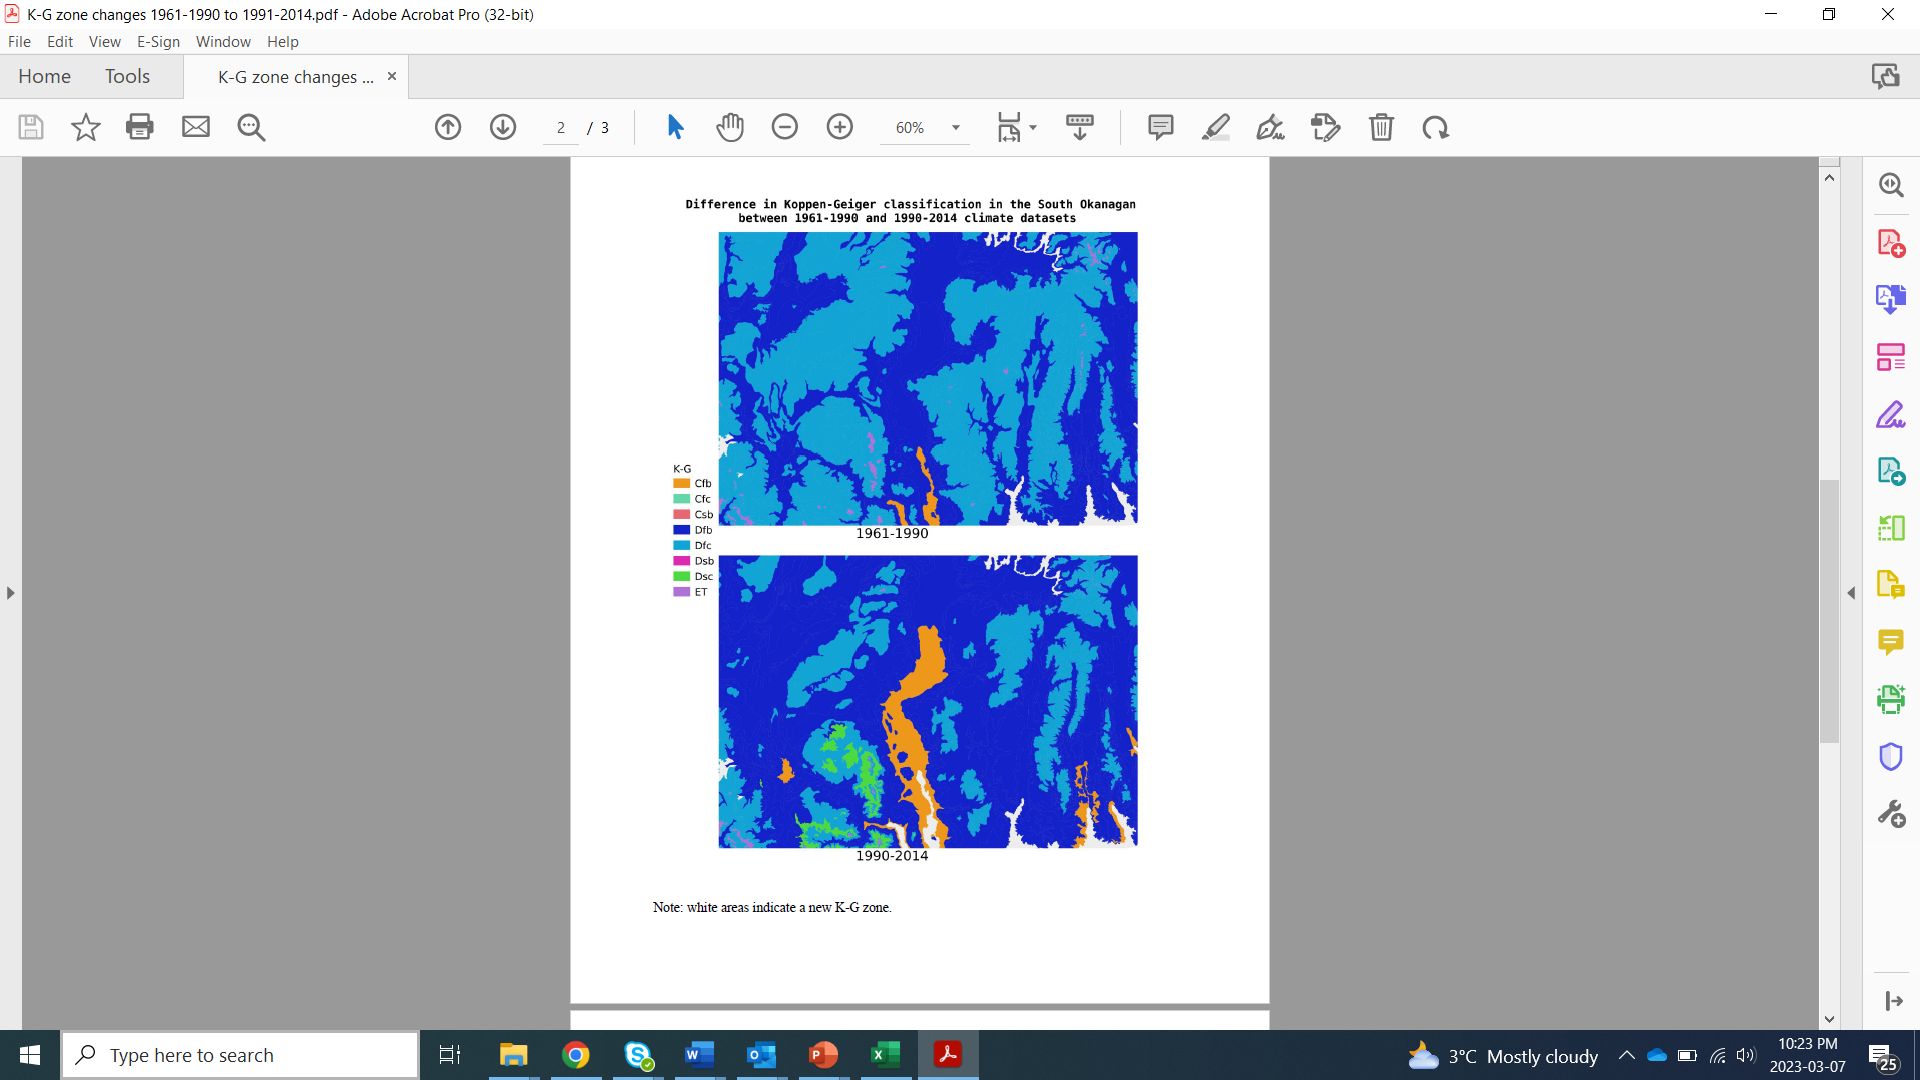 K-G zone changes 1961-1990 to 1991-2014.pdf - Adobe Acrobat Pro (32-bit)
File Edit View E-Sign Window Help
Home Tools K-G zone changes ...
2 / 3 60%
Difference in Koppen-Geiger classification in the South Okanagan
between 1961-1990 and 1990-2014 climate datasets
K-G
Cfb
Cfc
Csb
Dfb
Dfc
Dsb
Dsc
ET
1961-1990
1990-2014
Note: white areas indicate a new K-G zone.
Type here to search
3°C Mostly cloudy
10:23 PM
2023-03-07
25